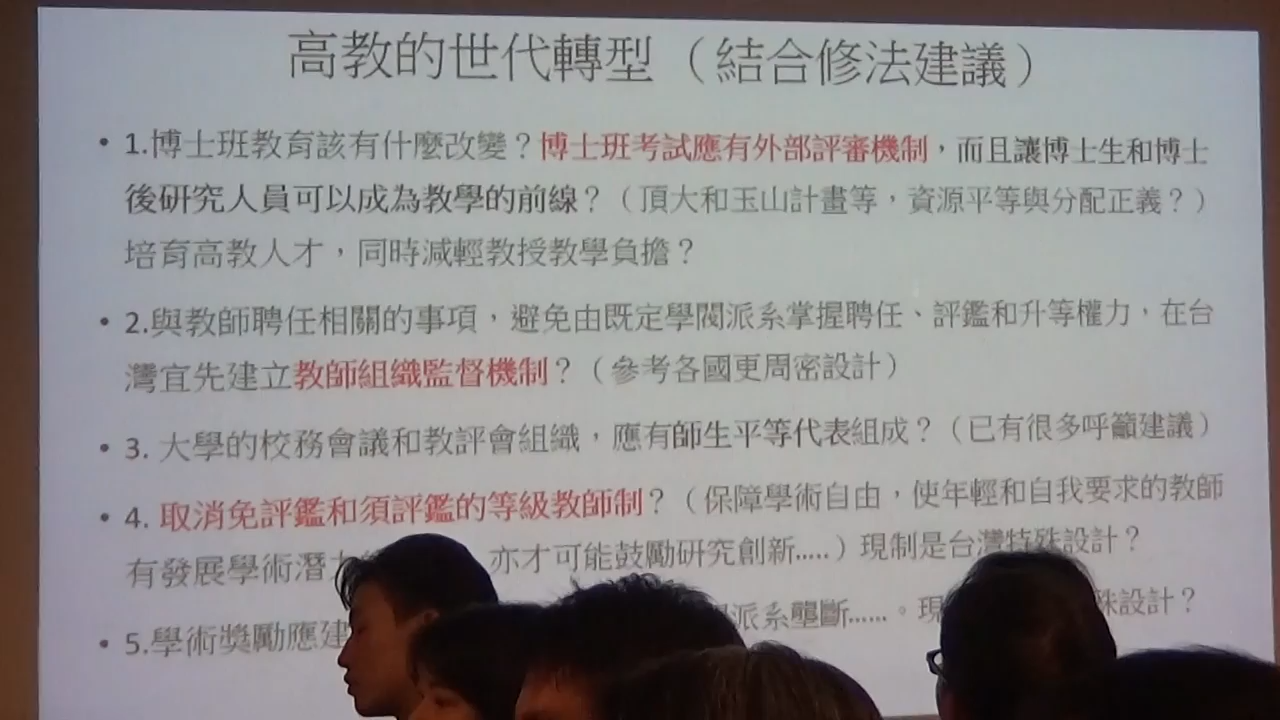 高教的世代轉型（結合修法建議）
• 1.博士班教育該有什麼改變？博士班考試應有外部評審機制，而且讓博士生和博士
後研究人員可以成為教學的前線？（頂大和玉山計畫等，資源平等與分配正義？）
培育高教人才，同時減輕教授教學負擔？
• 2.與教師聘任相關的事項，避免由既定學閥派系掌握聘任、評鑑和升等權力，在台
灣宜先建立教師組織監督機制？（參考各國更周密設計）
• 3. 大學的校務會議和教評會組織，應有師生平等代表組成？（已有很多呼籲建議）
• 4. 取消免評鑑和須評鑑的等級教師制？（保障學術自由，使年輕和自我要求的教師
有發展學術潛 亦才可能鼓勵研究創新.....）現制是台灣特殊設計？
• 5.學術獎勵應建 派系壟斷......。現 殊設計？